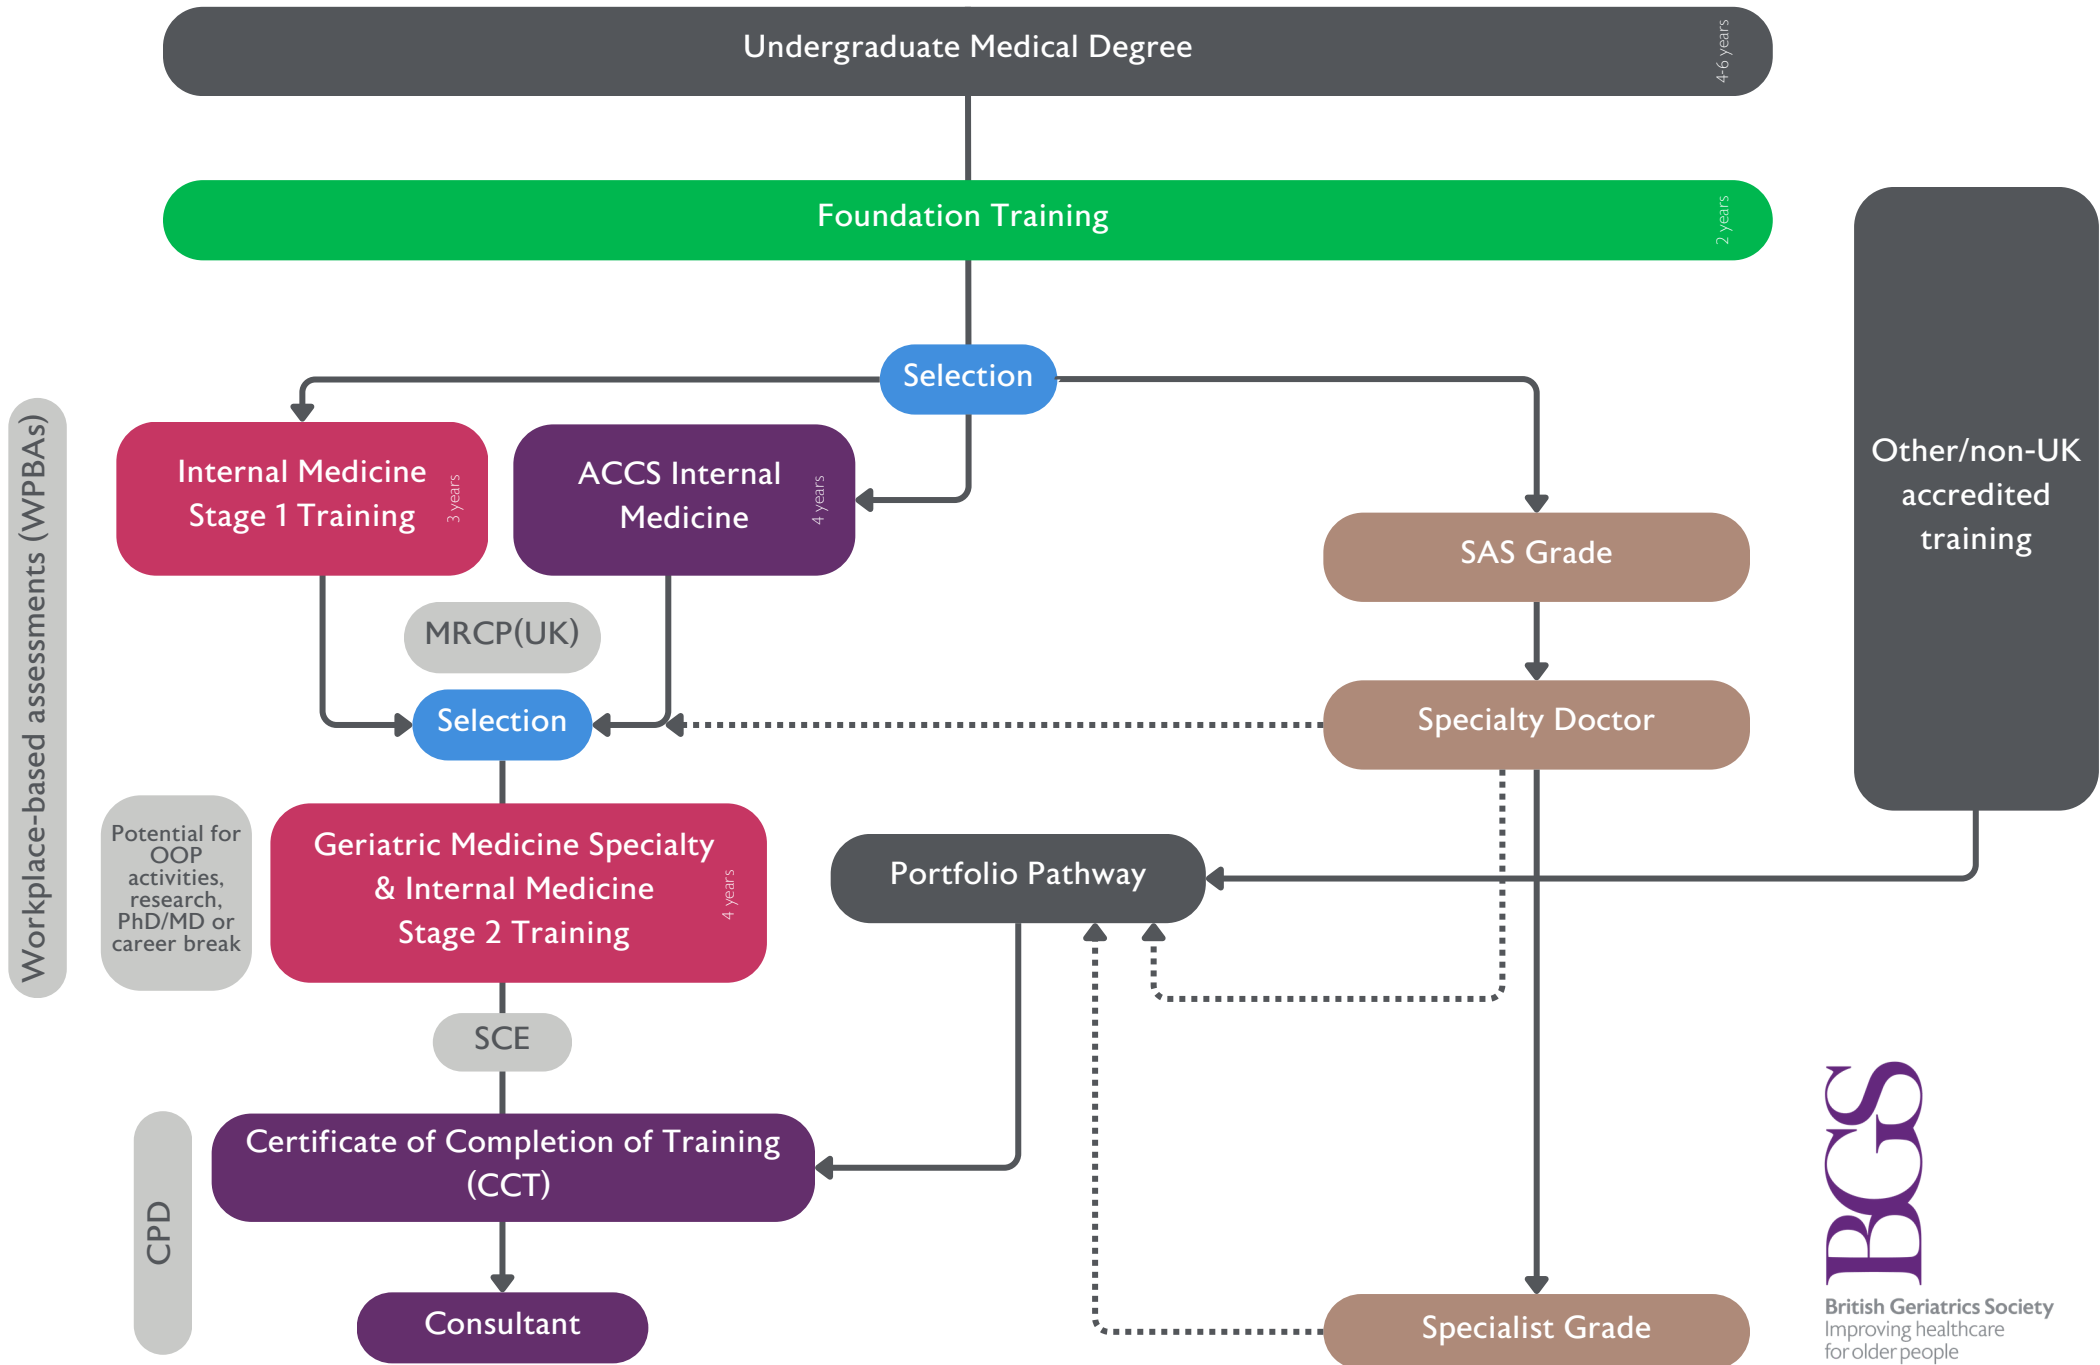 Undergraduate Medical Degree
4-6 years
Foundation Training
2 years
Selection
Workplace-based assessments (WPBAs)
Internal Medicine
Stage 1 Training
3 years
ACCS Internal
Medicine
4 years
Other/non-UK
accredited
training
SAS Grade
MRCP(UK)
Selection
Specialty Doctor
Potential for
OOP
activities,
research,
PhD/MD or
career break
Geriatric Medicine Specialty
& Internal Medicine
Stage 2 Training
4 years
Portfolio Pathway
SCE
CPD
Certificate of Completion of Training
(CCT)
Consultant
Specialist Grade
BGS
British Geriatrics Society
Improving healthcare
for older people